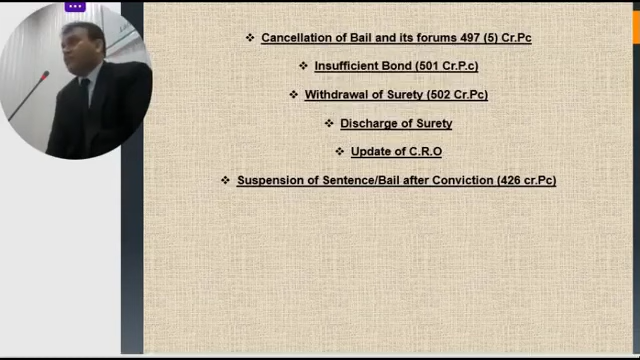 ❖ Cancellation of Bail and its forums 497 (5) Cr.Pc
❖ Insufficient Bond (501 Cr.P.c)
❖ Withdrawal of Surety (502 Cr.Pc)
❖ Discharge of Surety
❖ Update of C.R.O
❖ Suspension of Sentence/Bail after Conviction (426 cr.Pc)